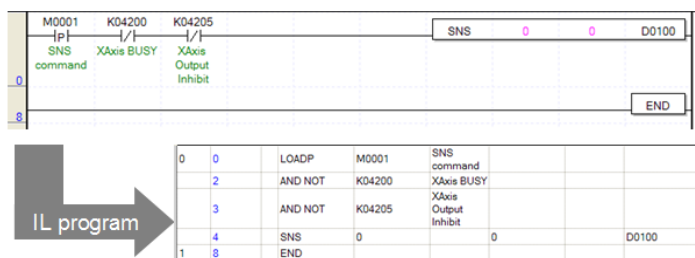 M0001 K04200 K04205
P
SNS 0 0 D0100
SNS command
XAxis BUSY
XAxis Output Inhibit
0
END
8
IL program
0 0 LOADP M0001 SNS command
2 AND NOT K04200 XAxis BUSY
3 AND NOT K04205 XAxis Output Inhibit
4 SNS 0 0 D0100
1 8 END